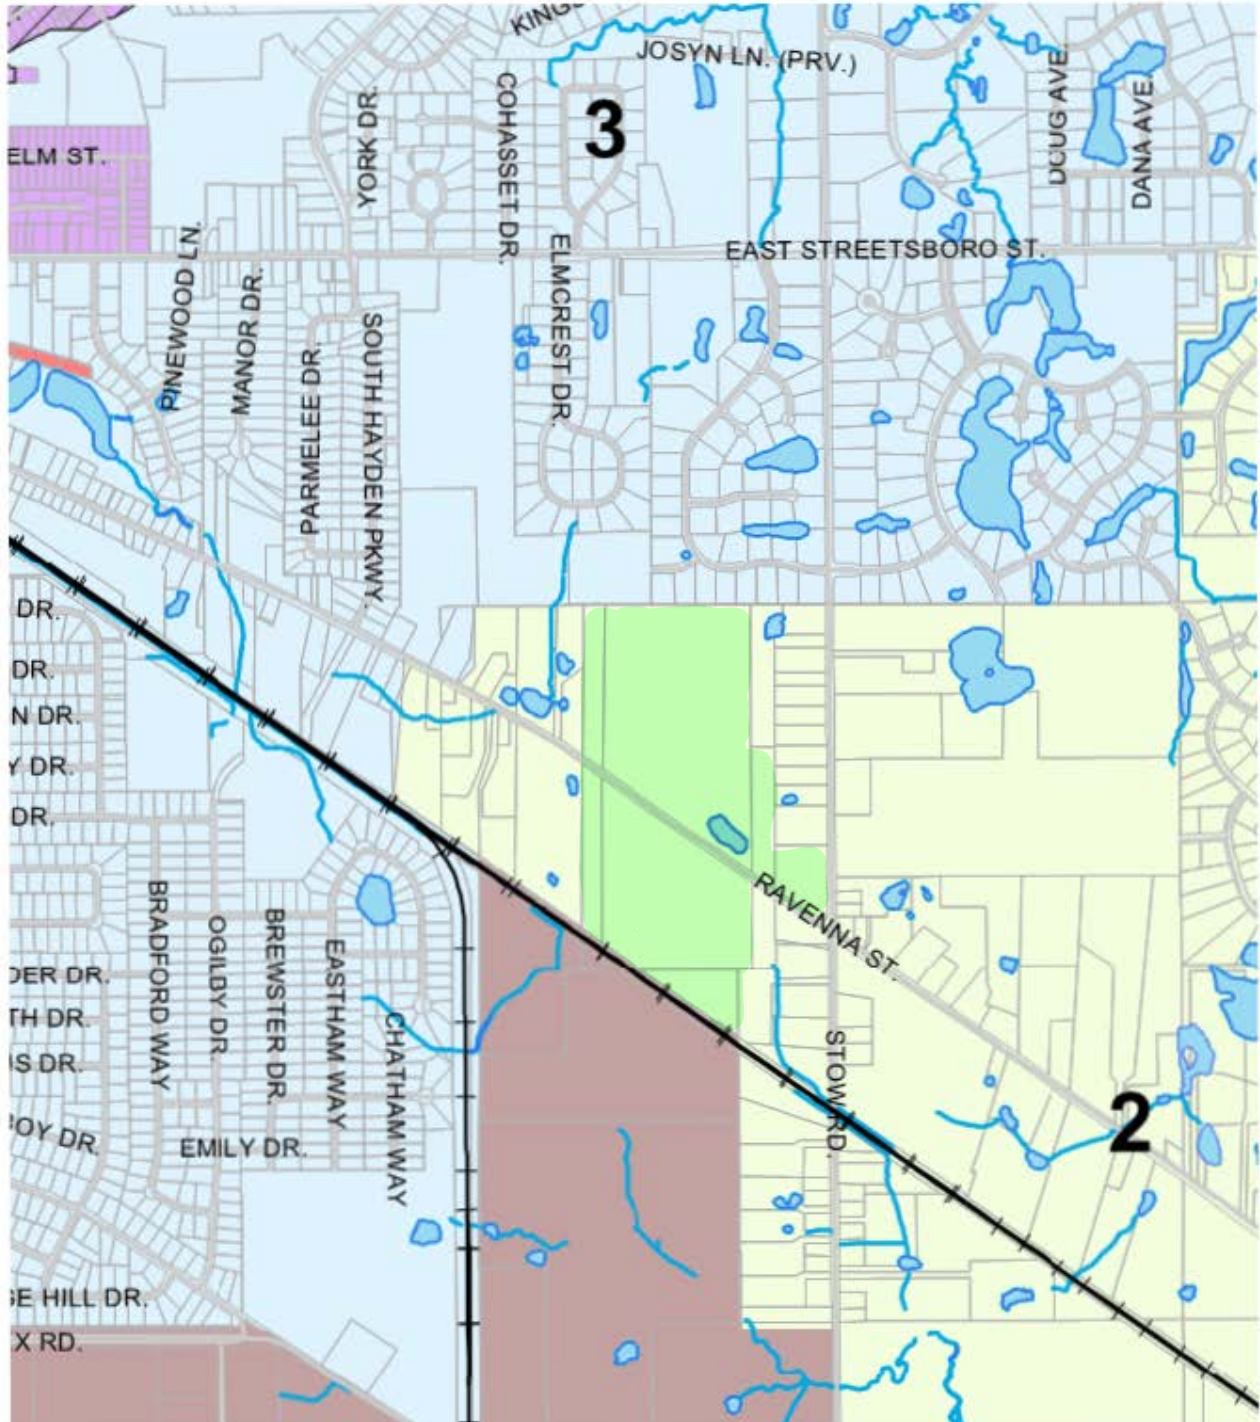 KINGS
JOSYN LN. (PRV.)
3
COHASSET DR.
YORK DR.
DOUG AVE.
DANA AVE.
ELM ST.
EAST STREETSBORO ST.
PINEWOOD LN.
MANOR DR.
PARMELEE DR.
SOUTH HAYDEN PKWY.
ELMCREST DR.
DR.
DR.
N DR.
Y DR.
DR.
RAVENNA ST.
BRADFORD WAY
OGILBY DR.
BREWSTER DR.
EASTHAM WAY
CHATHAM WAY
DER DR.
TH DR.
IS DR.
BOY DR.
EMILY DR.
STOW RD.
2
GE HILL DR.
X RD.